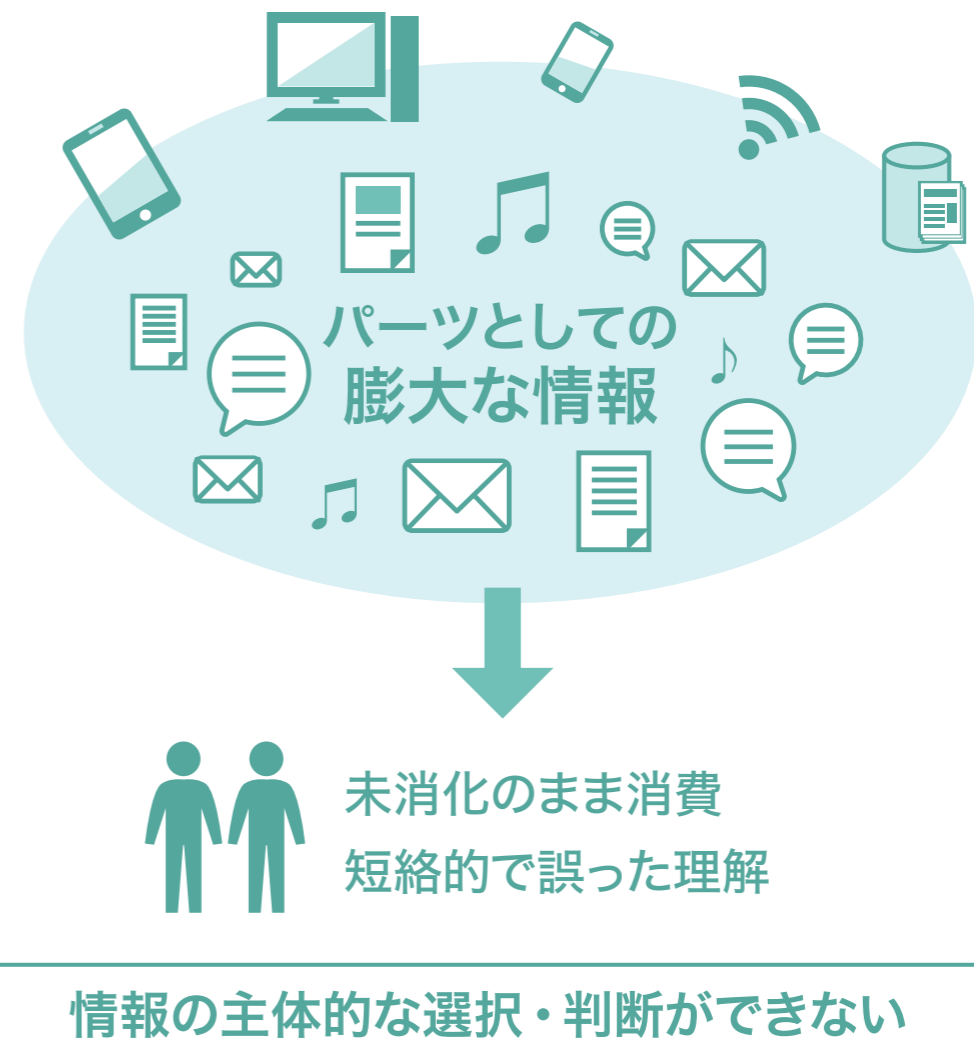 パーツとしての
膨大な情報
未消化のまま消費
短絡的で誤った理解
情報の主体的な選択・判断ができない